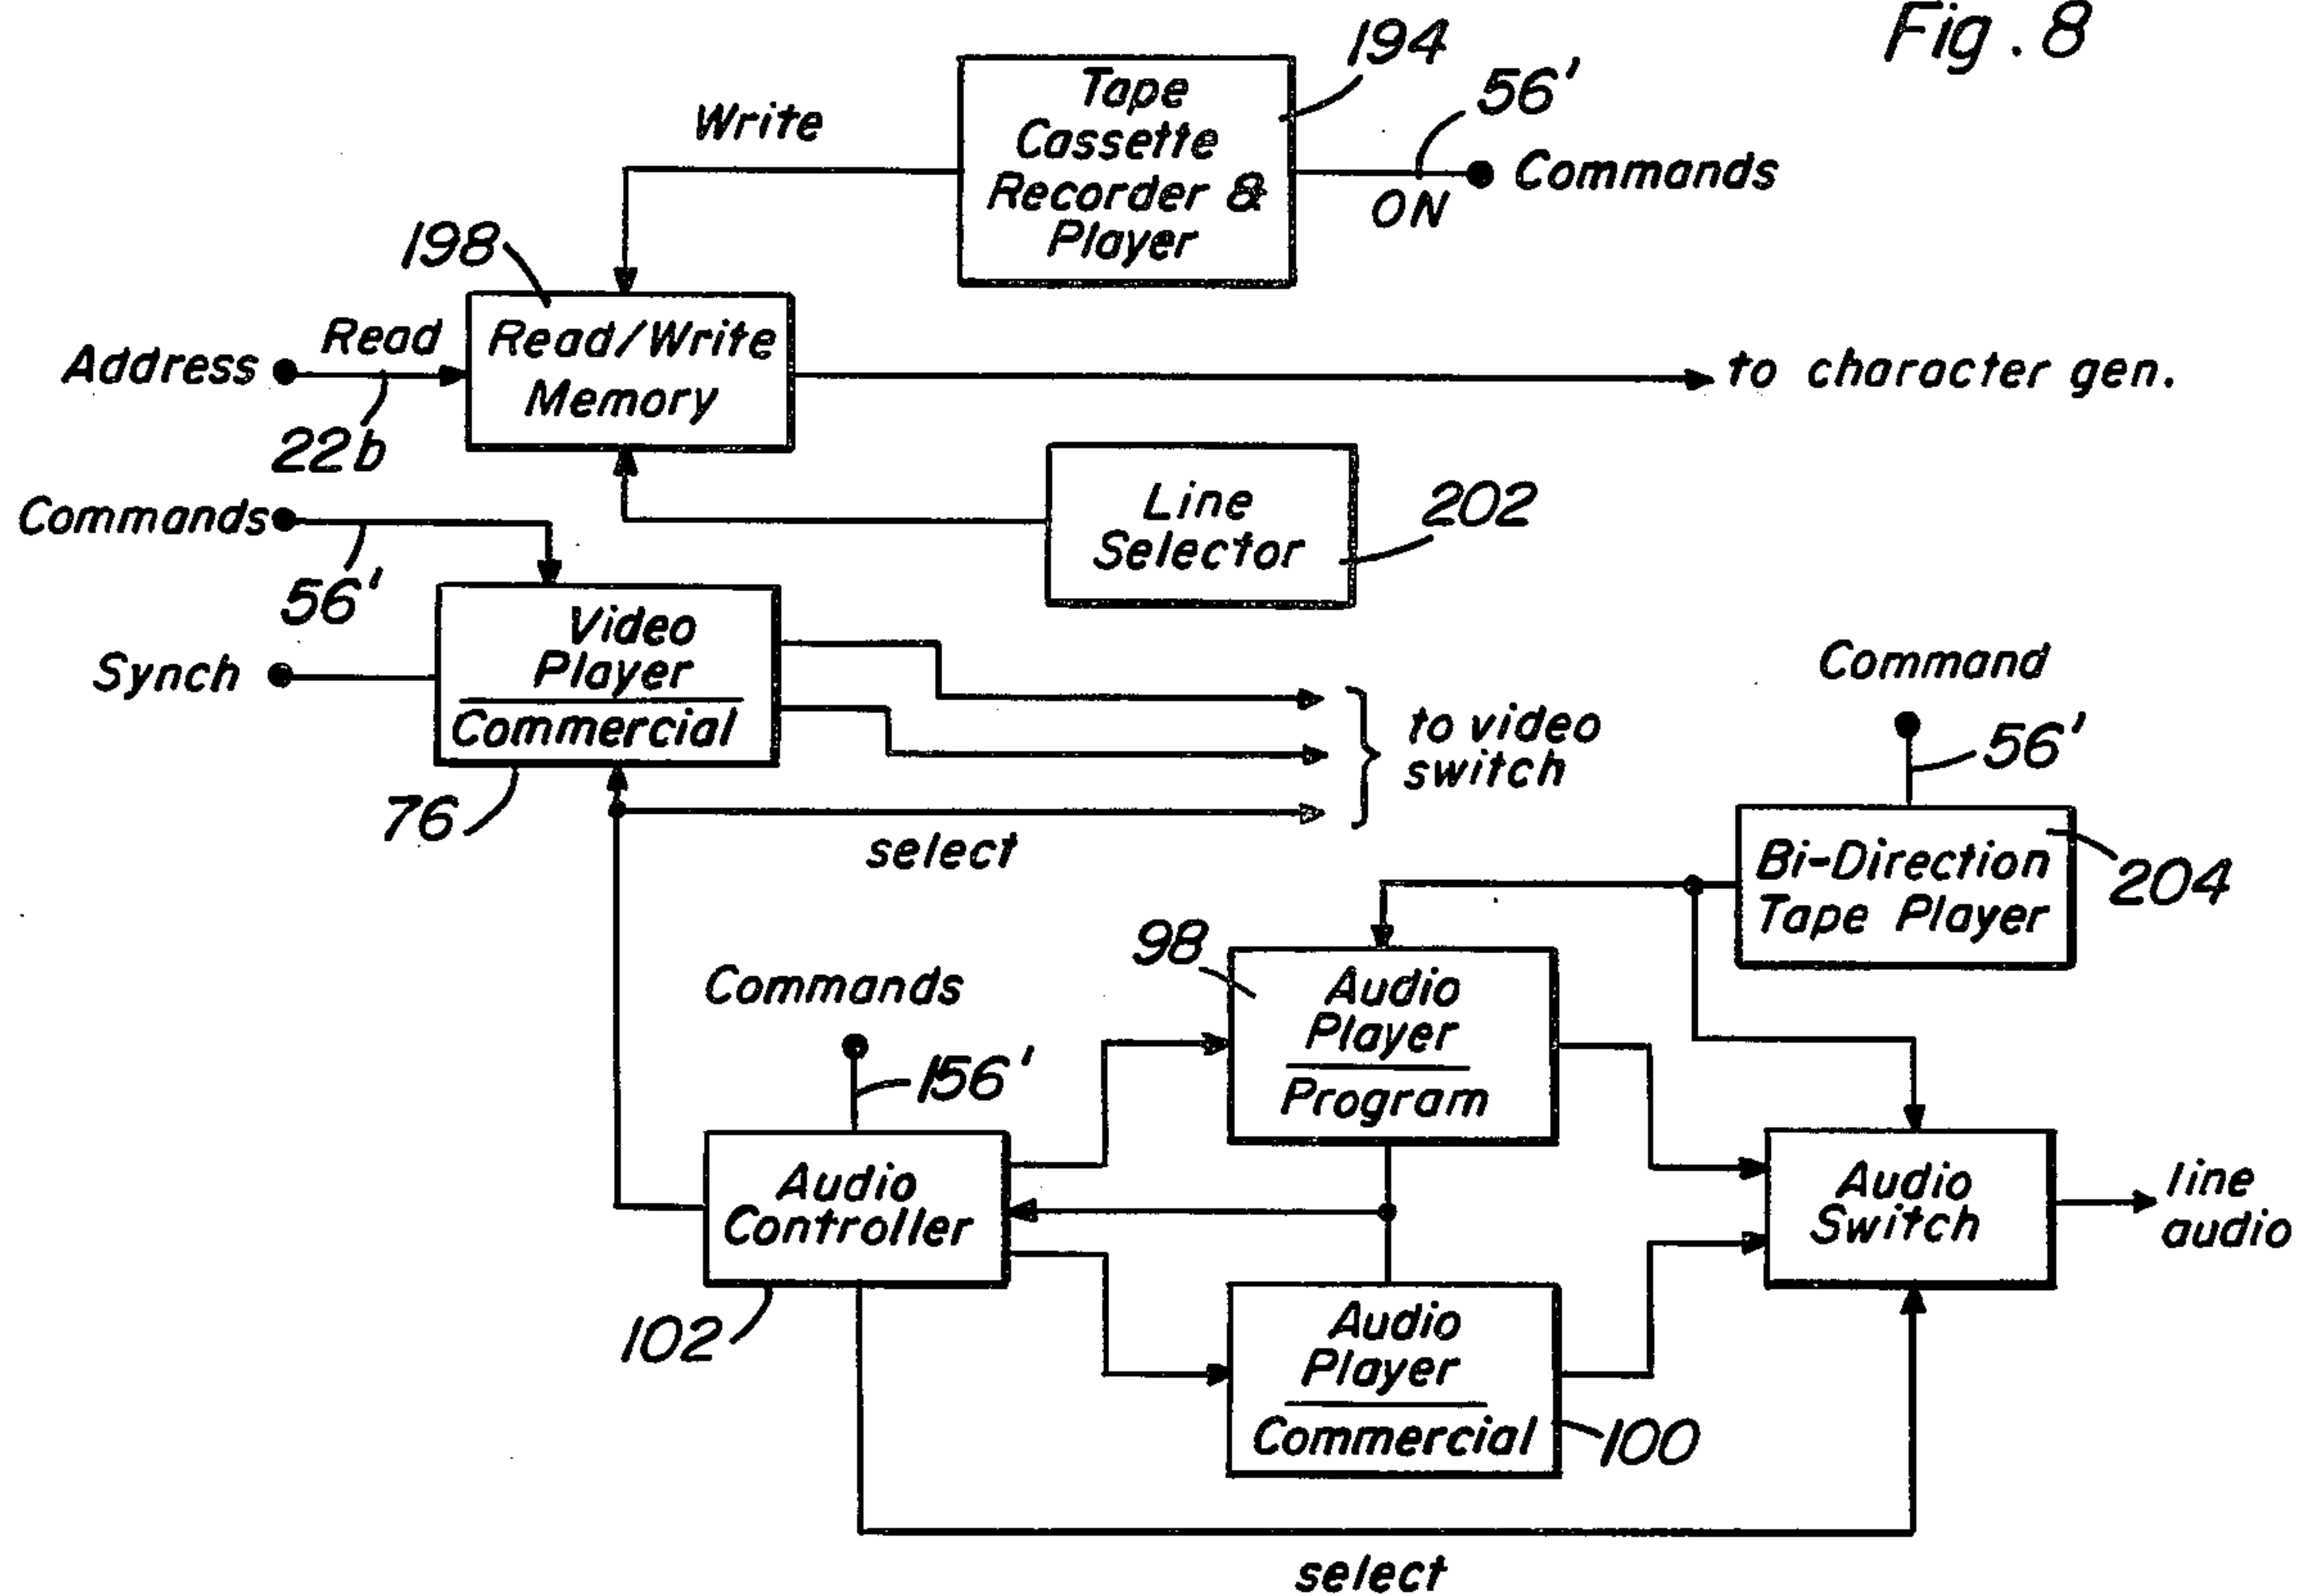 Fig. 8
194
Tape
Cassette
Recorder &
Player
Write
56'
Commands
ON
198
Read
Address
Read/Write
Memory
to character gen.
22b
Commands
Line
Selector
202
56'
Video
Player
Commercial
Synch
Command
to video
switch
56'
76
select
Bi-Direction
Tape Player
204
98
Commands
Audio
Player
Program
156'
Audio
Controller
Audio
Switch
line
audio
102
Audio
Player
Commercial
100
select